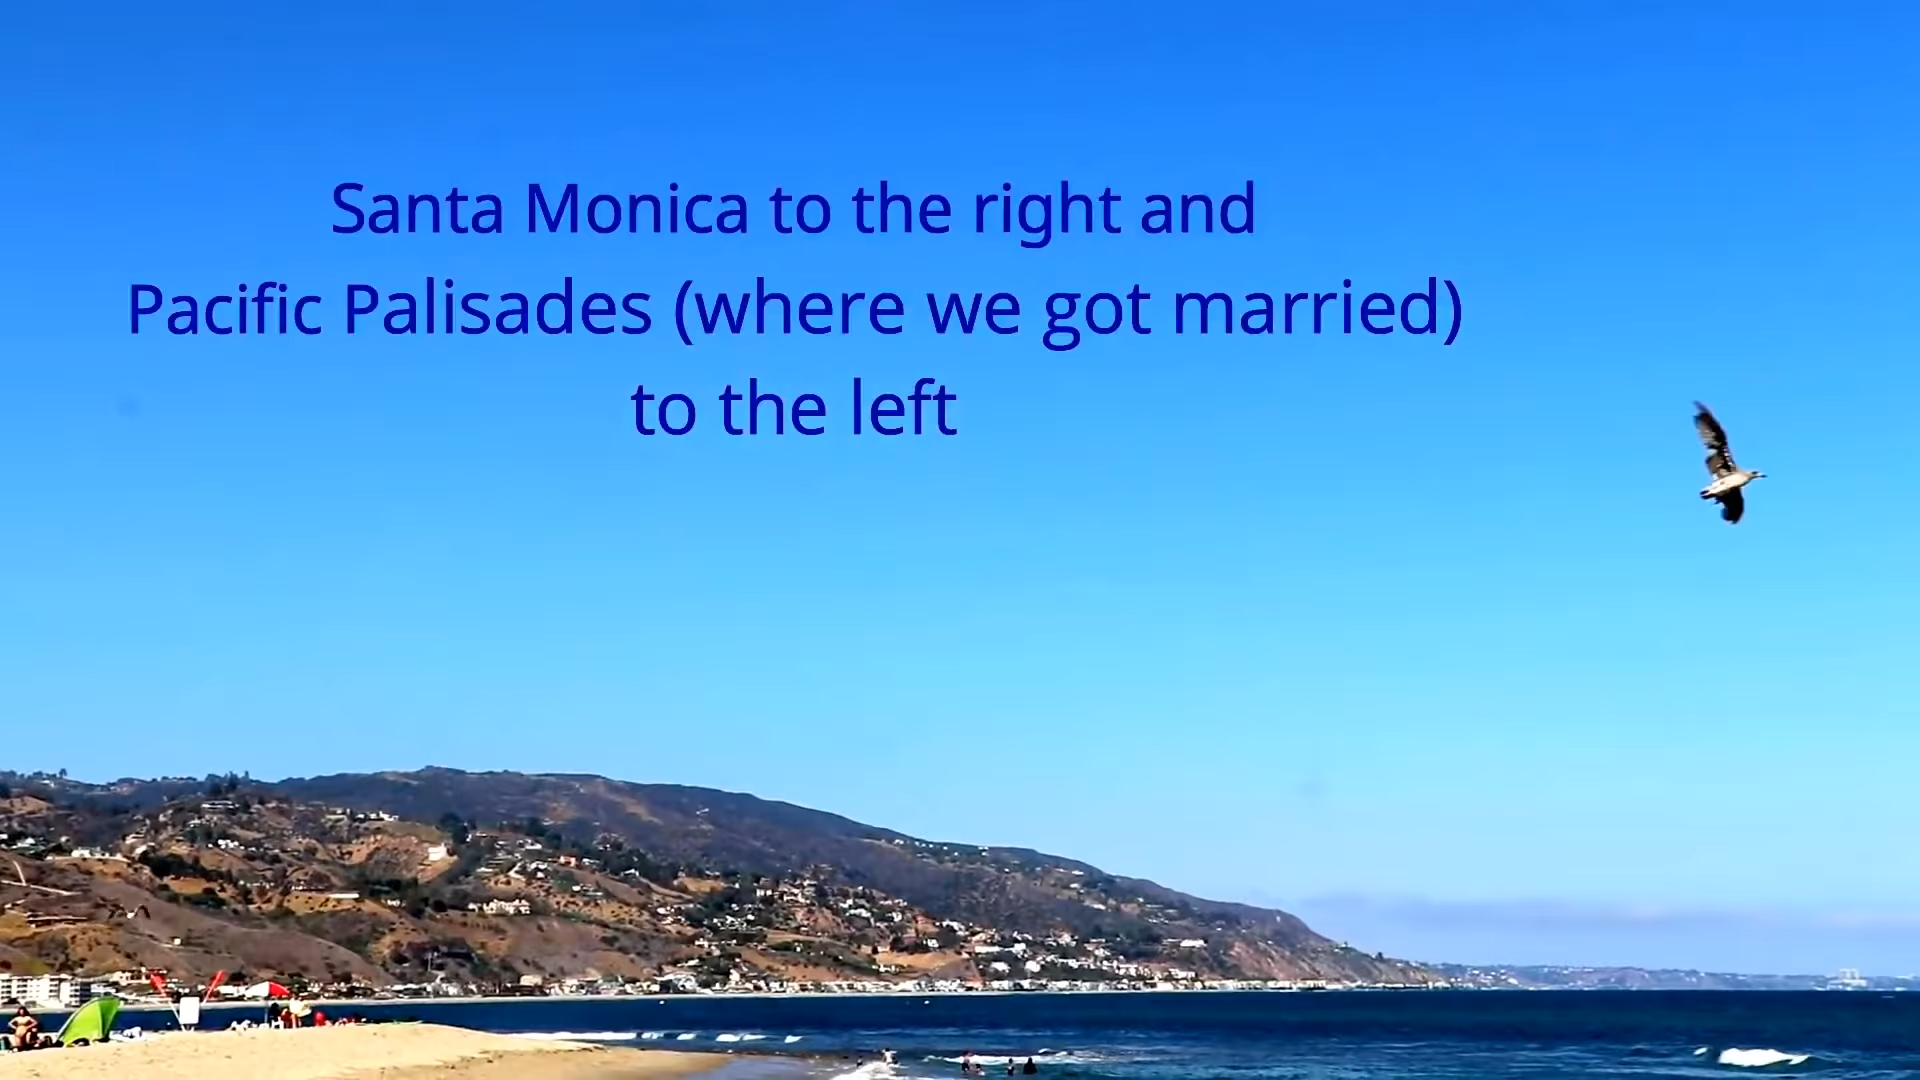 Santa Monica to the right and
Pacific Palisades (where we got married)
to the left